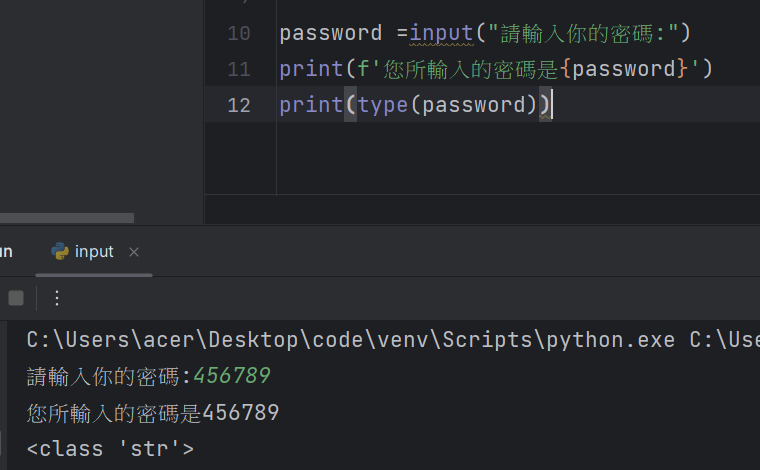 10 password =input("請輸入你的密碼:")
11 print(f'您所輸入的密碼是{password}')
12 print(type(password))
un input ×
C:\Users\acer\Desktop\code\venv\Scripts\python.exe C:\Use
請輸入你的密碼:456789
您所輸入的密碼是456789
<class 'str'>